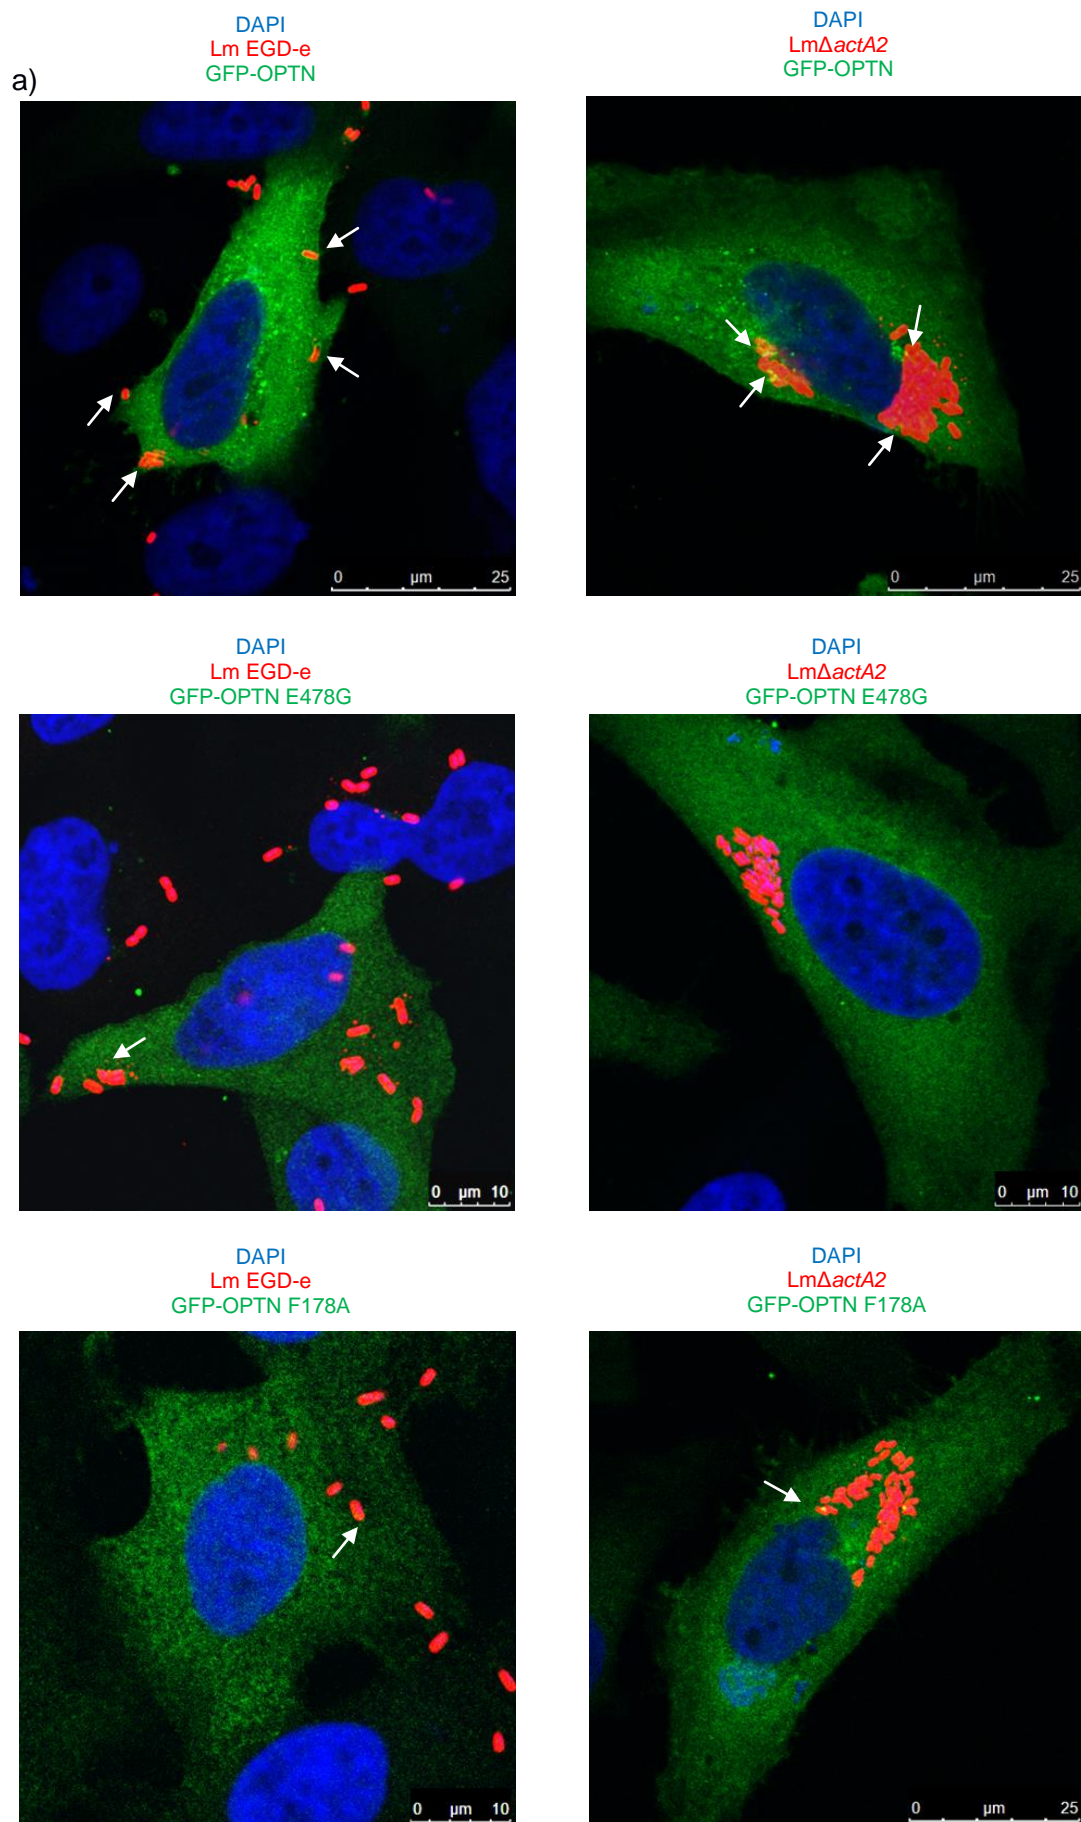 a)
DAPI
Lm EGD-e
GFP-OPTN
DAPI
LmΔactA2
GFP-OPTN
0 µm 25
0 µm 25
DAPI
Lm EGD-e
GFP-OPTN E478G
DAPI
LmΔactA2
GFP-OPTN E478G
0 µm 10
0 µm 10
DAPI
Lm EGD-e
GFP-OPTN F178A
DAPI
LmΔactA2
GFP-OPTN F178A
0 µm 10
0 µm 25